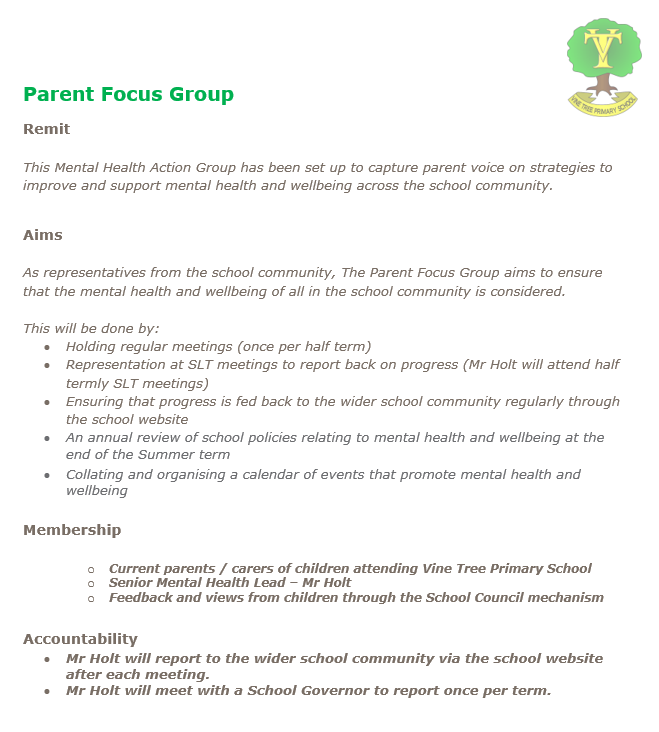 VT
VINE TREE PRIMARY SCHOOL
Parent Focus Group
Remit
This Mental Health Action Group has been set up to capture parent voice on strategies to
improve and support mental health and wellbeing across the school community.
Aims
As representatives from the school community, The Parent Focus Group aims to ensure
that the mental health and wellbeing of all in the school community is considered.
This will be done by:
• Holding regular meetings (once per half term)
• Representation at SLT meetings to report back on progress (Mr Holt will attend half
termly SLT meetings)
• Ensuring that progress is fed back to the wider school community regularly through
the school website
• An annual review of school policies relating to mental health and wellbeing at the
end of the Summer term
• Collating and organising a calendar of events that promote mental health and
wellbeing
Membership
o Current parents / carers of children attending Vine Tree Primary School
o Senior Mental Health Lead – Mr Holt
o Feedback and views from children through the School Council mechanism
Accountability
• Mr Holt will report to the wider school community via the school website
after each meeting.
• Mr Holt will meet with a School Governor to report once per term.